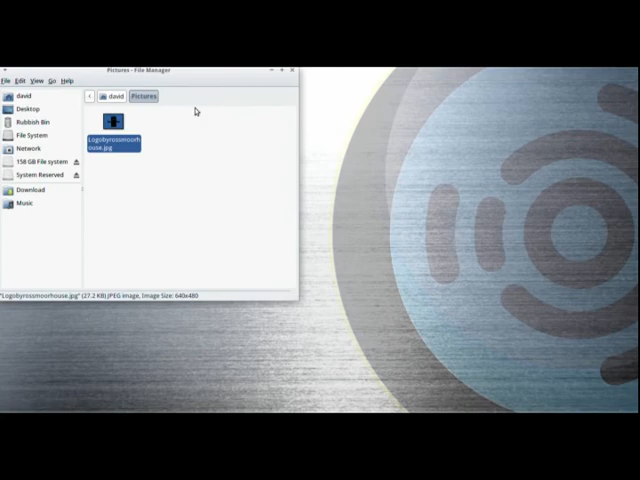 Pictures - File Manager
File Edit View Go Help
david
Desktop
Rubbish Bin
File System
Network
158 GB File system
System Reserved
Download
Music
david Pictures
Logobyrossmoorh
ouse.jpg
"Logobyrossmoorhouse.jpg" (27.2 KB) JPEG image, Image Size: 640x480